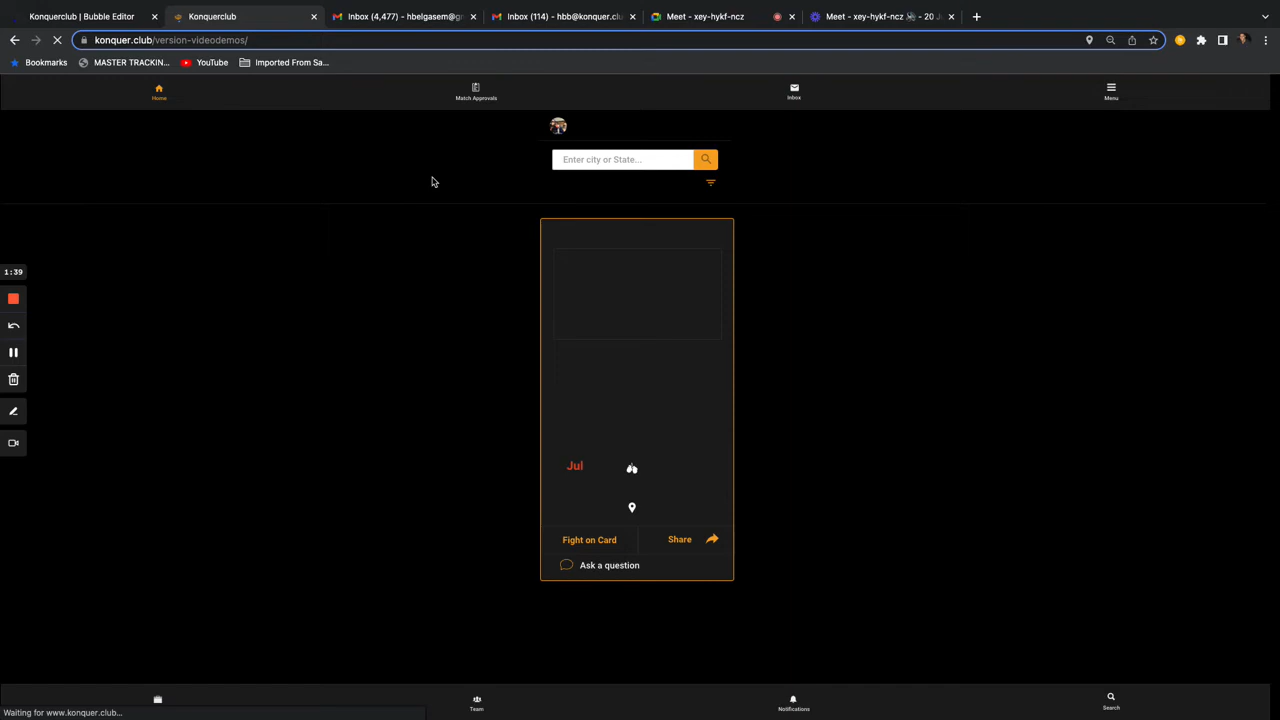 Konquerclub | Bubble Editor
Konquerclub
Inbox (4,477) - hbelgasem@gr
Inbox (114) - hbb@konquer.clu
Meet - xey-hykf-ncz
Meet - xey-hykf-ncz
- 20 J
konquer.club/version-videodemos/
Bookmarks
MASTER TRACKIN...
YouTube
Imported From Sa...
Home
Match Approvals
Inbox
Menu
Enter city or State...
1:39
Jul
Fight on Card
Share
Ask a question
Team
Notifications
Search
Waiting for www.konquer.club...